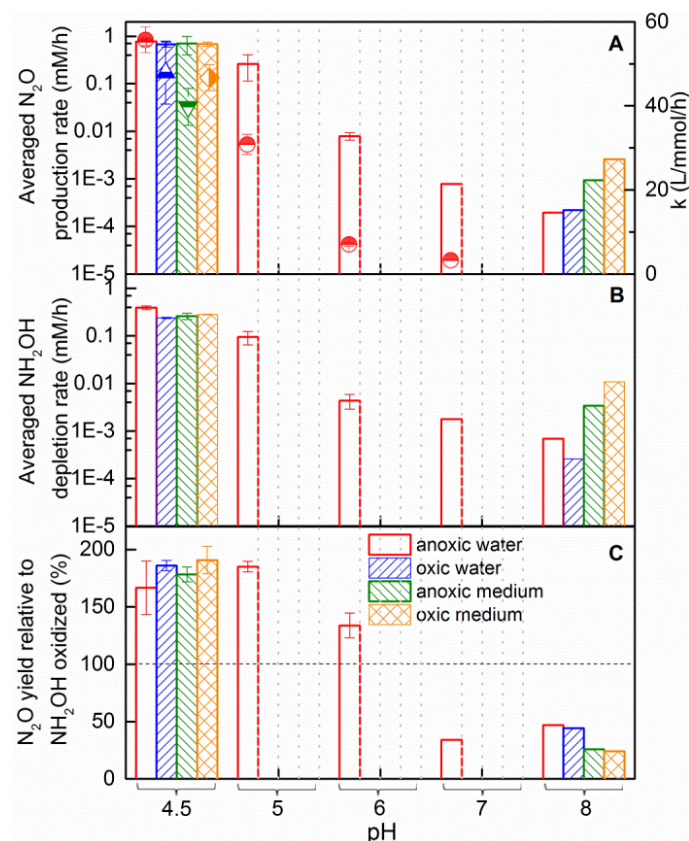 A
Averaged N₂O
production rate (mM/h)
1
0.1
0.01
1E-3
1E-4
1E-5
60
40
20
0
k (L/mmol/h)
B
Averaged NH₂OH
depletion rate (mM/h)
0.1
0.01
1E-3
1E-4
1E-5
C
N₂O yield relative to
NH₂OH oxidized (%)
200
150
100
50
0
anoxic water
oxic water
anoxic medium
oxic medium
4.5 5 6 7 8
pH